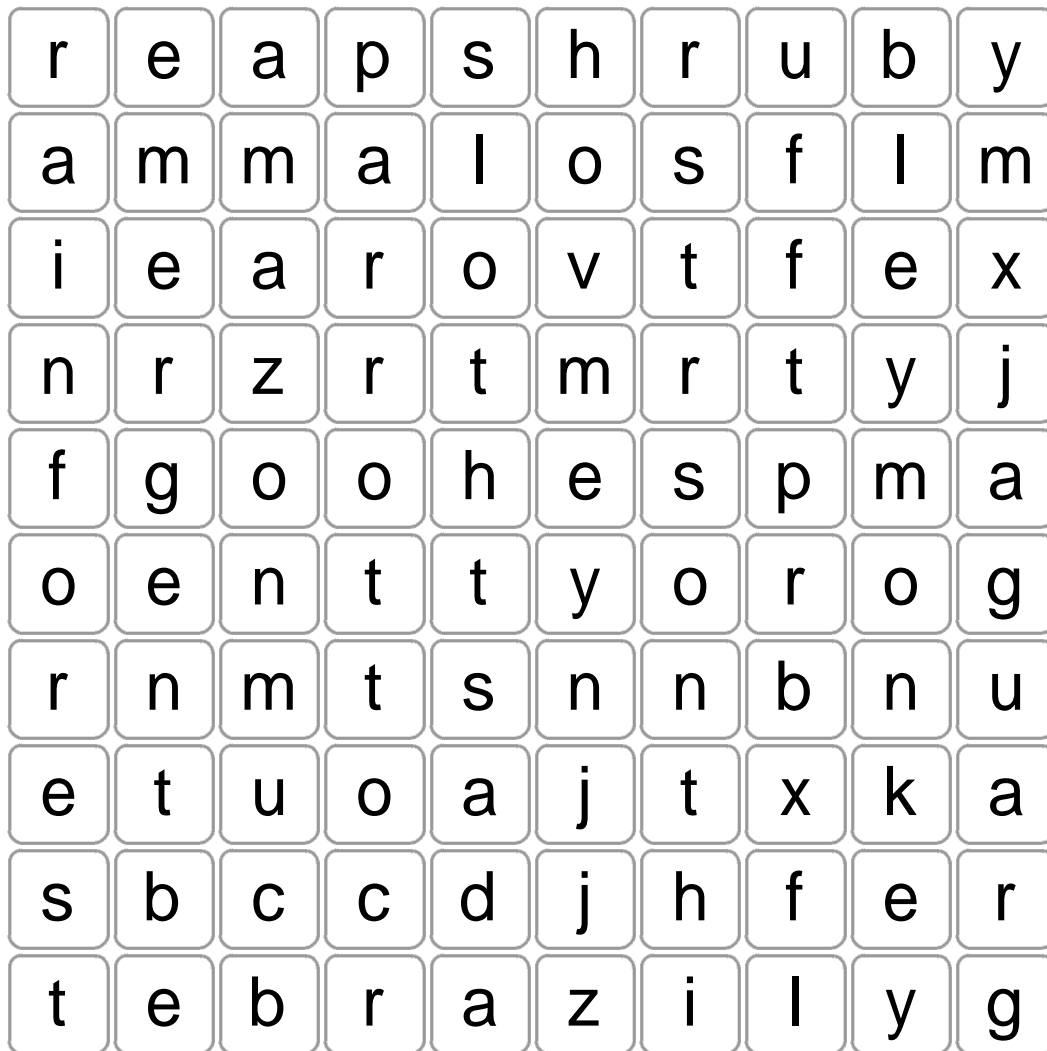 r e a p s h r u b y
a m m a l o s f l m
i e a r o v t f e x
n r z r t m r t y j
f g o o h e s p m a
o e n t t y o r o g
r n m t s n n b n u
e t u o a j t x k a
s b c c d j h f e r
t e b r a z i l y g